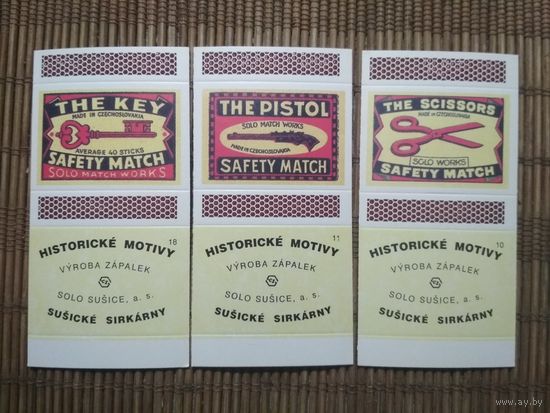 THE KEY
MADE IN CZECHOSLOVAKIA
AVERAGE 40 STICKS
SAFETY MATCH
SOLO MATCH WORKS
HISTORICKÉ MOTIVY 18
VÝROBA ZÁPALEK
SOLO SUŠICE, a. s.
SUŠICKÉ SIRKÁRNY
THE PISTOL
SOLO MATCH WORKS
MADE IN CZECHOSLOVAKIA
SAFETY MATCH
HISTORICKÉ MOTIVY 11
VÝROBA ZÁPALEK
SOLO SUŠICE, a. s.
SUŠICKÉ SIRKÁRNY
THE SCISSORS
MADE IN CZECHOSLOVAKIA
SOLO WORKS
SAFETY MATCH
HISTORICKÉ MOTIVY 10
VÝROBA ZÁPALEK
SOLO SUŠICE, a. s.
SUŠICKÉ SIRKÁRNY
www.ay.by